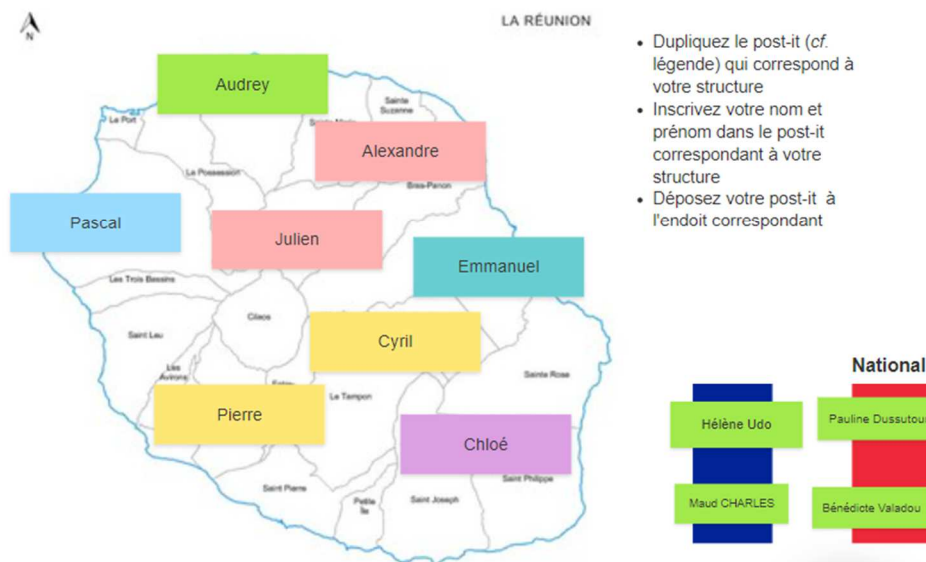 N
LA RÉUNION
Audrey
Sainte
Suzanne
Le Port
Alexandre
La Possession
Bras-Panon
Pascal
Julien
Emmanuel
Les Trois Bassins
Cilaos
Saint Leu
Cyril
Les
Avirons
Sainte Rose
Le Tampon
Pierre
Chloé
Saint Philippe
Saint Pierre
Petite
Île
Saint Joseph
• Dupliquez le post-it (cf.
légende) qui correspond à
votre structure
• Inscrivez votre nom et
prénom dans le post-it
correspondant à votre
structure
• Déposez votre post-it à
l'endoit correspondant
National
Hélène Udo
Pauline Dussutour
Maud CHARLES
Bénédicte Valadou